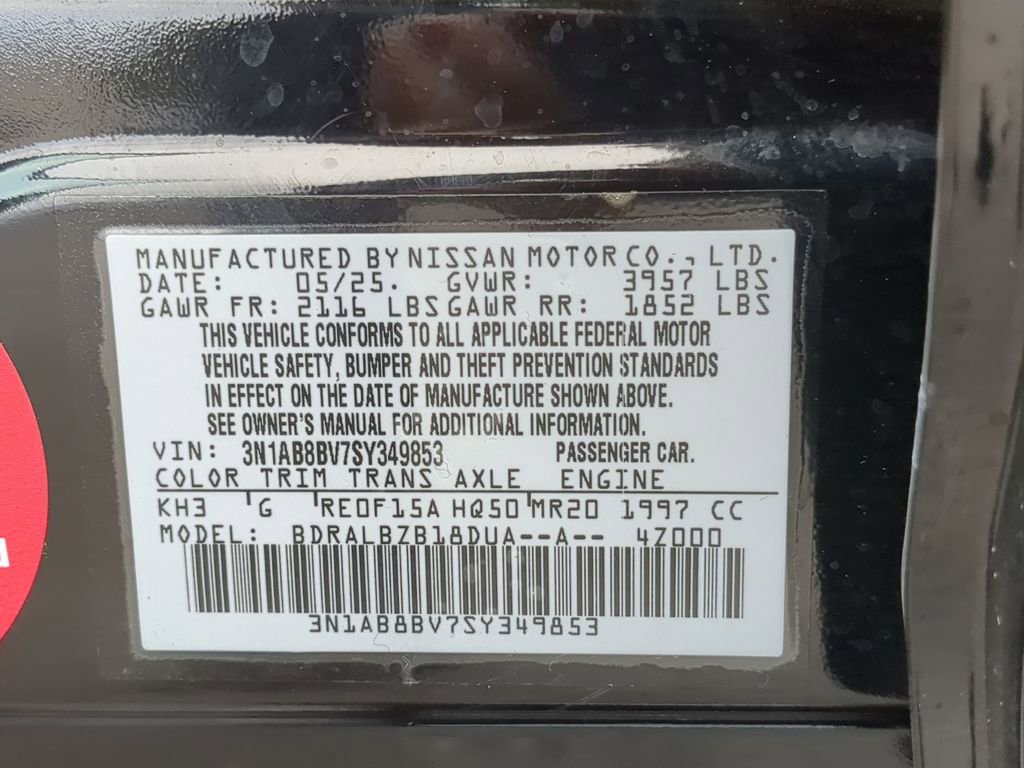 MANUFACTURED BY NISSAN MOTOR CO., LTD.
DATE: 05/25. GVWR: 3957 LBS
GAWR FR: 2116 LBS GAWR RR: 1852 LBS
THIS VEHICLE CONFORMS TO ALL APPLICABLE FEDERAL MOTOR
VEHICLE SAFETY, BUMPER AND THEFT PREVENTION STANDARDS
IN EFFECT ON THE DATE OF MANUFACTURE SHOWN ABOVE.
SEE OWNER'S MANUAL FOR ADDITIONAL INFORMATION.
VIN: 3N1AB8BV7SY349853 PASSENGER CAR.
COLOR TRIM TRANS AXLE ENGINE
KH3 G RE0F15A HQ50 MR20 1997 CC
MODEL: BDRALBZB18DUA--A-- 4Z000
3N1AB8BV7SY349853